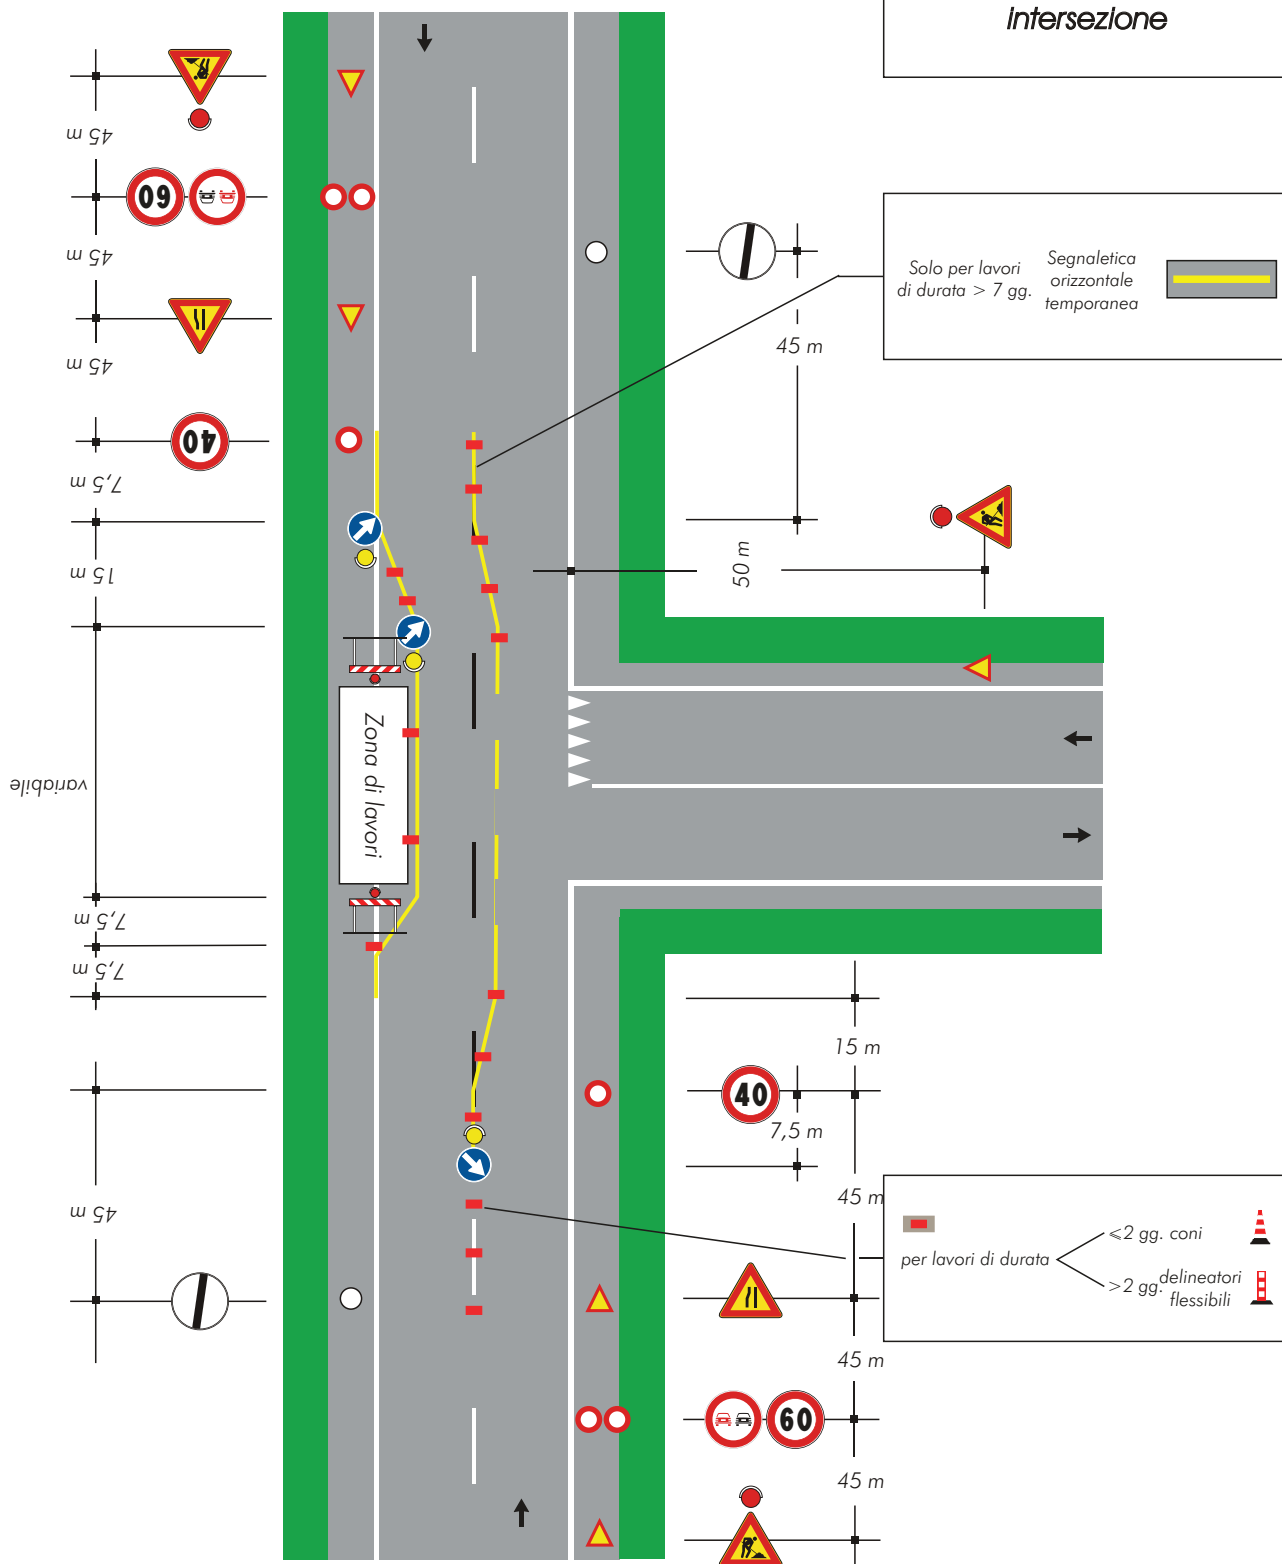 intersezione
45 m
60
45 m
Solo per lavori
di durata > 7 gg.
Segnaletica
orizzontale
temporanea
45 m
45 m
40
7,5 m
15 m
50 m
Zona di lavori
variabile
7,5 m
7,5 m
15 m
40
7,5 m
45 m
45 m
per lavori di durata
≤2 gg. coni
>2 gg. delineatori
flessibili
45 m
60
45 m